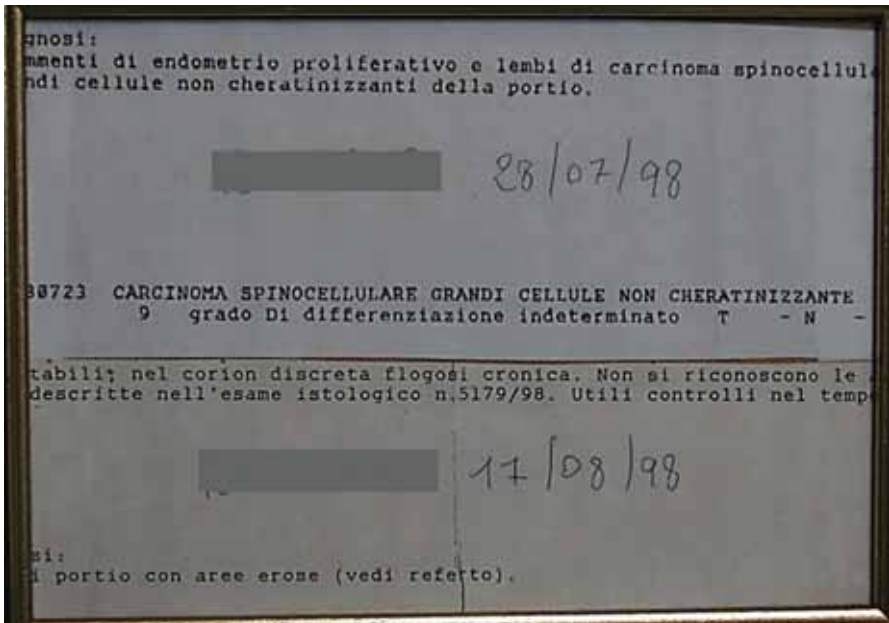 gnosi:
mmenti di endometrio proliferativo e lembi di carcinoma spinocellul
ndi cellule non cheratinizzanti della portio.
28/07/98
80723 CARCINOMA SPINOCELLULARE GRANDI CELLULE NON CHERATINIZZANTE
9 grado Di differenziazione indeterminato T - N -
tabili; nel corion discreta flogosi cronica. Non si riconoscono le
descritte nell'esame istologico n.5179/98. Utili controlli nel temp
17/08/98
si:
i portio con aree erose (vedi referto).